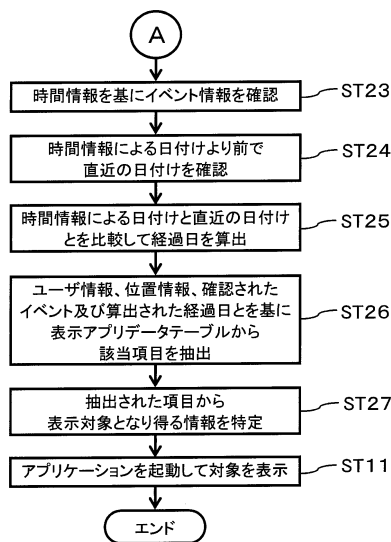 A
時間情報を基にイベント情報を確認
ST23
時間情報による日付けより前で
直近の日付けを確認
ST24
時間情報による日付けと直近の日付け
とを比較して経過日を算出
ST25
ユーザ情報、位置情報、確認された
イベント及び算出された経過日とを基に
表示アプリデータテーブルから
該当項目を抽出
ST26
抽出された項目から
表示対象となり得る情報を特定
ST27
アプリケーションを起動して対象を表示
ST11
エンド